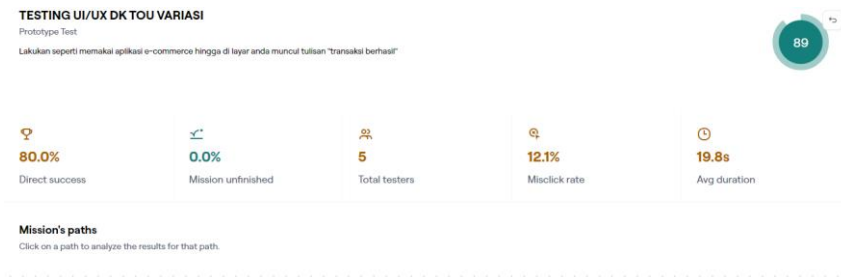 TESTING UI/UX DK TOU VARIASI
Prototype Test
Lakukan seperti memakai aplikasi e-commerce hingga di layar anda muncul tulisan "transaksi berhasil"
89
80.0%
Direct success
0.0%
Mission unfinished
5
Total testers
12.1%
Misclick rate
19.8s
Avg duration
Mission's paths
Click on a path to analyze the results for that path.